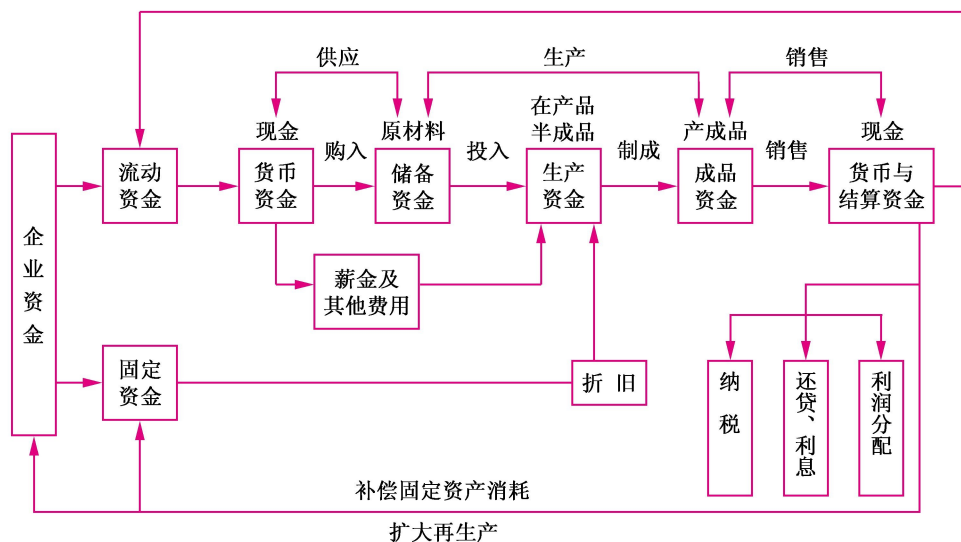 供应
生产
销售
现金
原材料
在产品
半成品
产成品
现金
购入
投入
制成
销售
企业资金
流动
资金
货币
资金
储备
资金
生产
资金
成品
资金
货币与
结算资金
薪金及
其他费用
固定
资金
折 旧
纳税
还贷、利息
利润分配
补偿固定资产消耗
扩大再生产